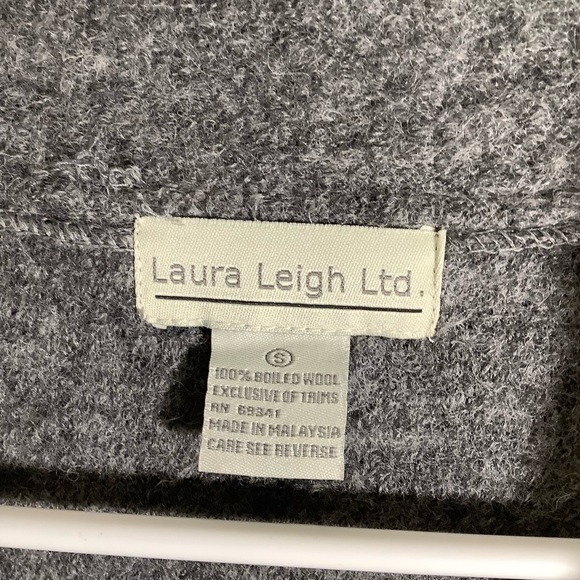 Laura Leigh Ltd.
S
100% BOILED WOOL
EXCLUSIVE OF TRIMS
RN 69341
MADE IN MALAYSIA
CARE SEE REVERSE